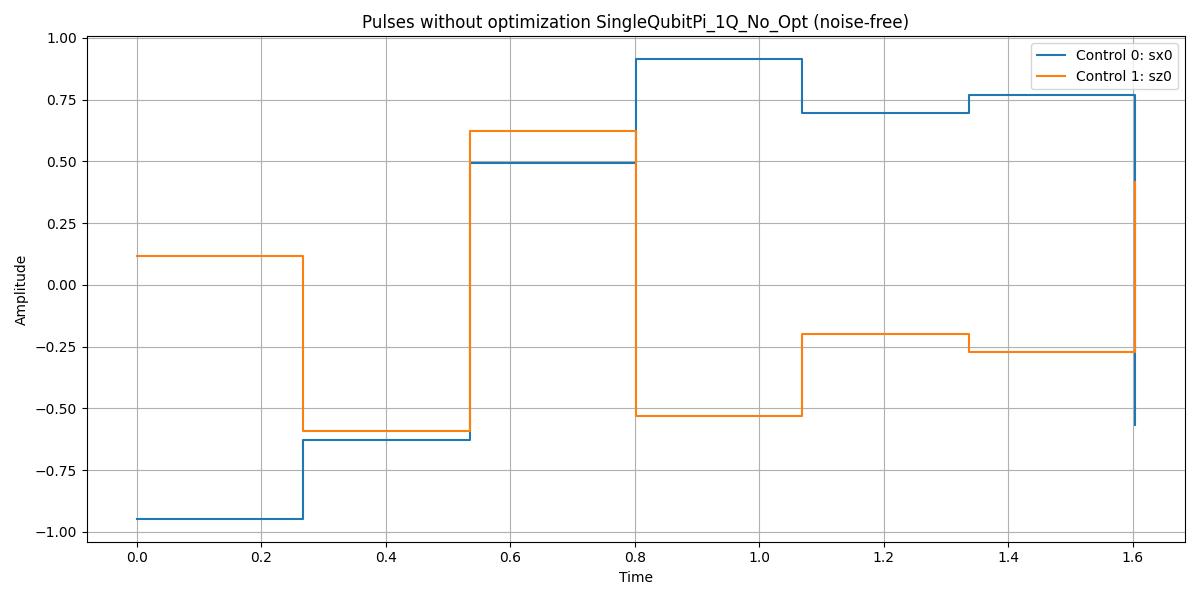 Pulses without optimization SingleQubitPi_1Q_No_Opt (noise-free)
Control 0: sx0
Control 1: sz0
Amplitude
1.00
0.75
0.50
0.25
0.00
−0.25
−0.50
−0.75
−1.00
0.0 0.2 0.4 0.6 0.8 1.0 1.2 1.4 1.6
Time